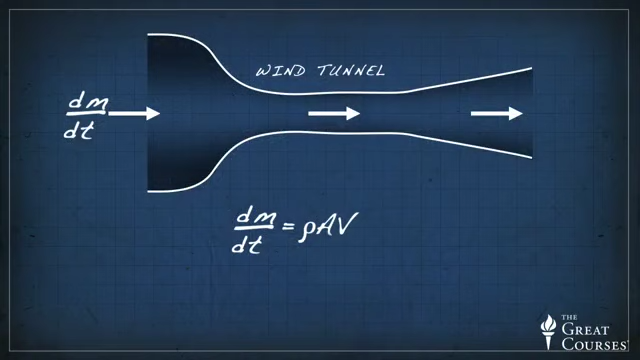 WIND TUNNEL
dm/dt
dm/dt = ρAV
THE
GREAT
COURSES